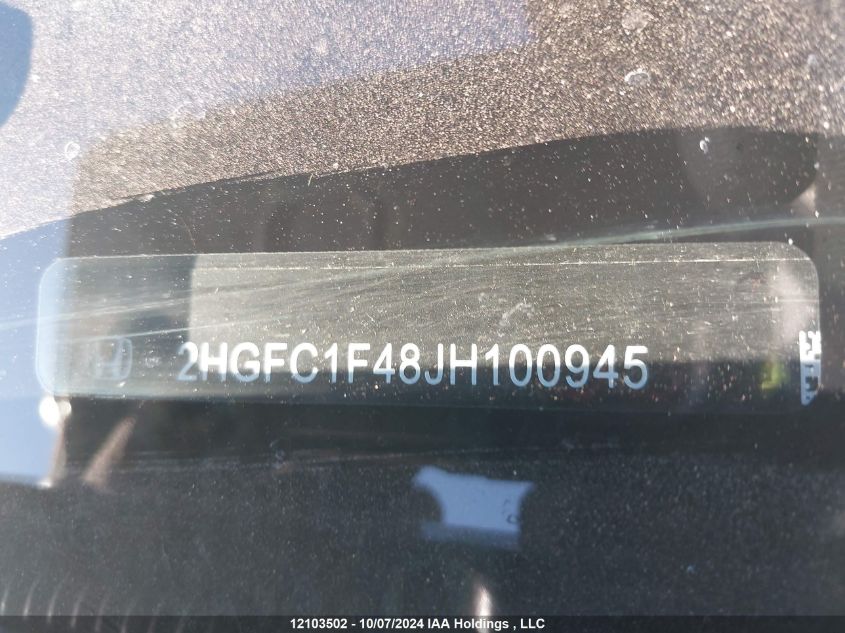 2HGFC1F48JH100945
12103502 - 10/07/2024 IAA Holdings , LLC